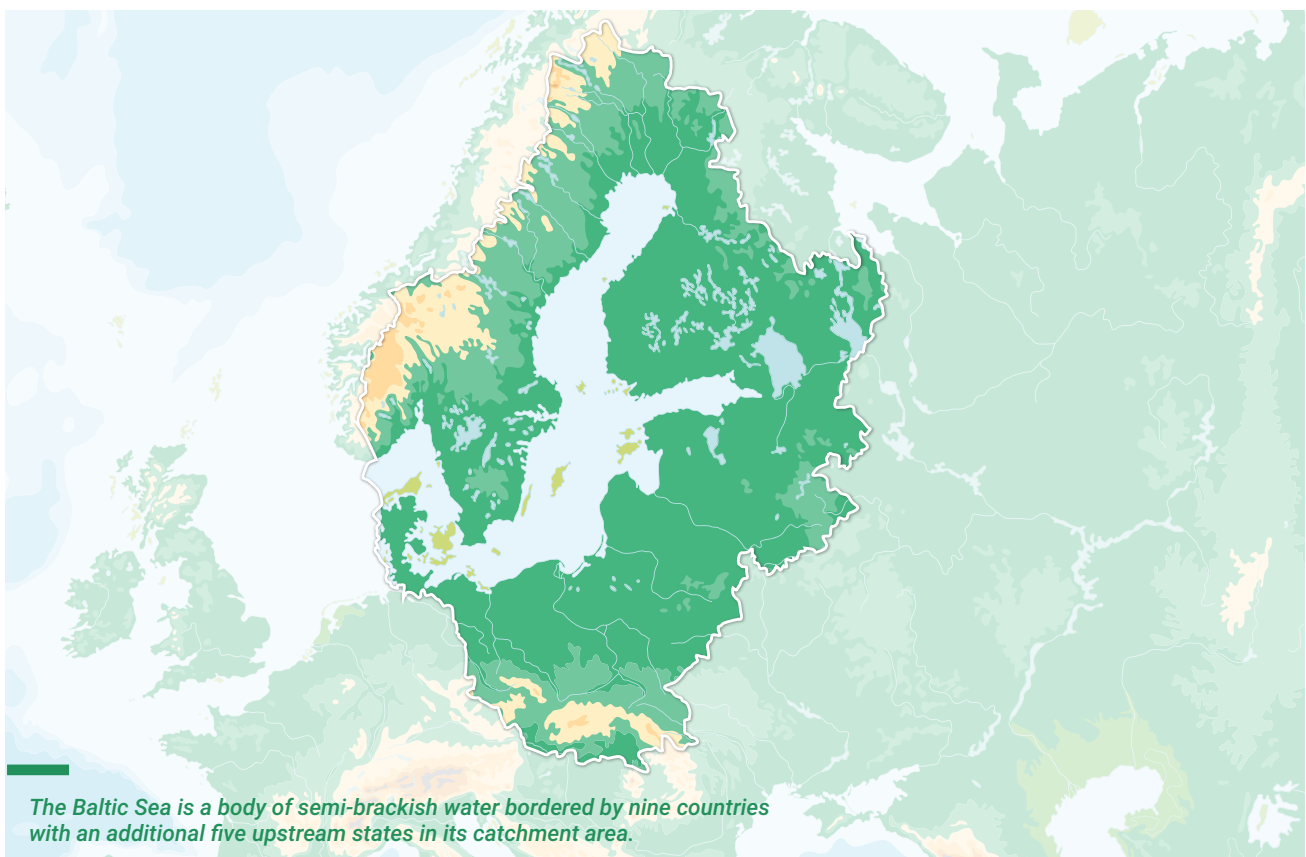 The Baltic Sea is a body of semi-brackish water bordered by nine countries
with an additional five upstream states in its catchment area.